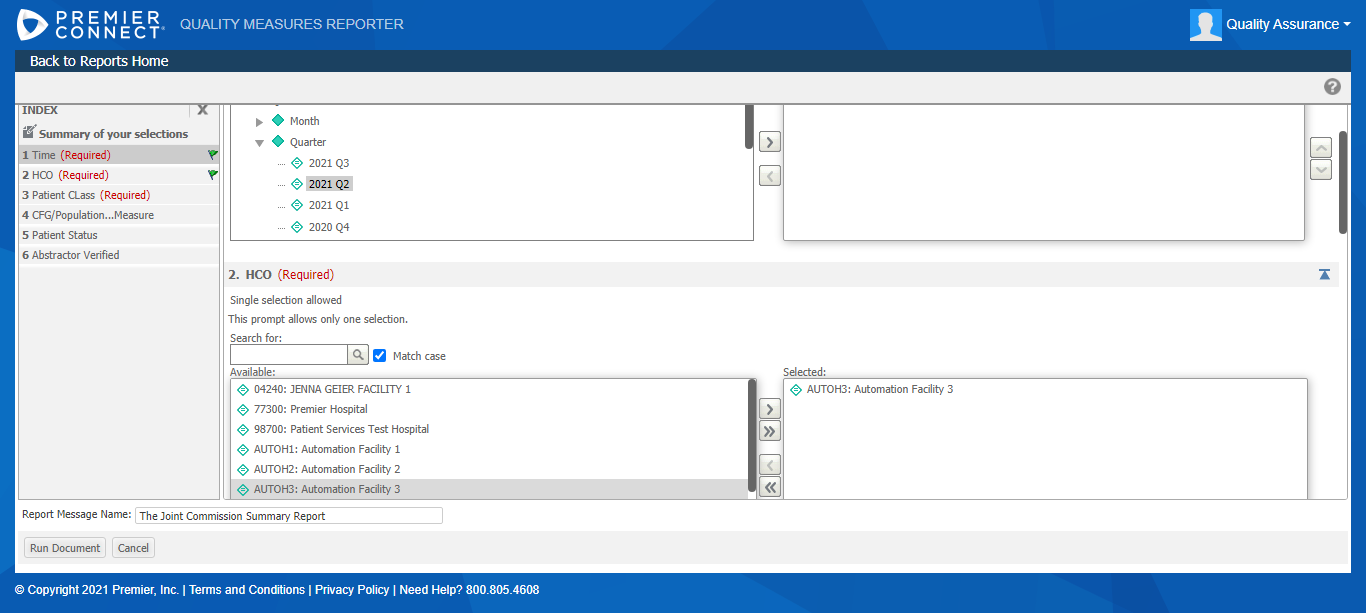 PREMIER
CONNECT
QUALITY MEASURES REPORTER
Quality Assurance
Back to Reports Home
INDEX
X
Summary of your selections
1 Time (Required)
2 HCO (Required)
3 Patient CLass (Required)
4 CFG/Population...Measure
5 Patient Status
6 Abstractor Verified
Month
Quarter
2021 Q3
2021 Q2
2021 Q1
2020 Q4
2. HCO (Required)
Single selection allowed
This prompt allows only one selection.
Search for:
Match case
Available:
04240: JENNA GEIER FACILITY 1
77300: Premier Hospital
98700: Patient Services Test Hospital
AUTOH1: Automation Facility 1
AUTOH2: Automation Facility 2
AUTOH3: Automation Facility 3
Selected:
AUTOH3: Automation Facility 3
Report Message Name: The Joint Commission Summary Report
Run Document Cancel
© Copyright 2021 Premier, Inc. | Terms and Conditions | Privacy Policy | Need Help? 800.805.4608